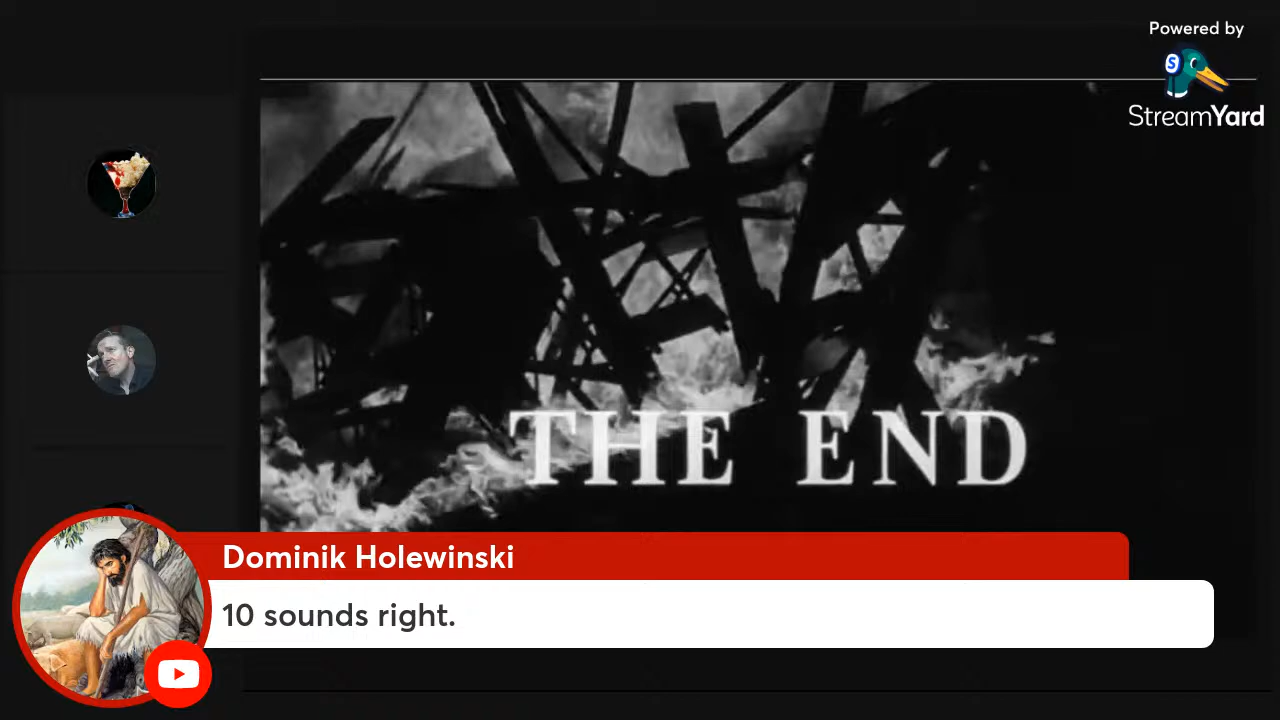 Powered by
StreamYard
THE END
Dominik Holewinski
10 sounds right.